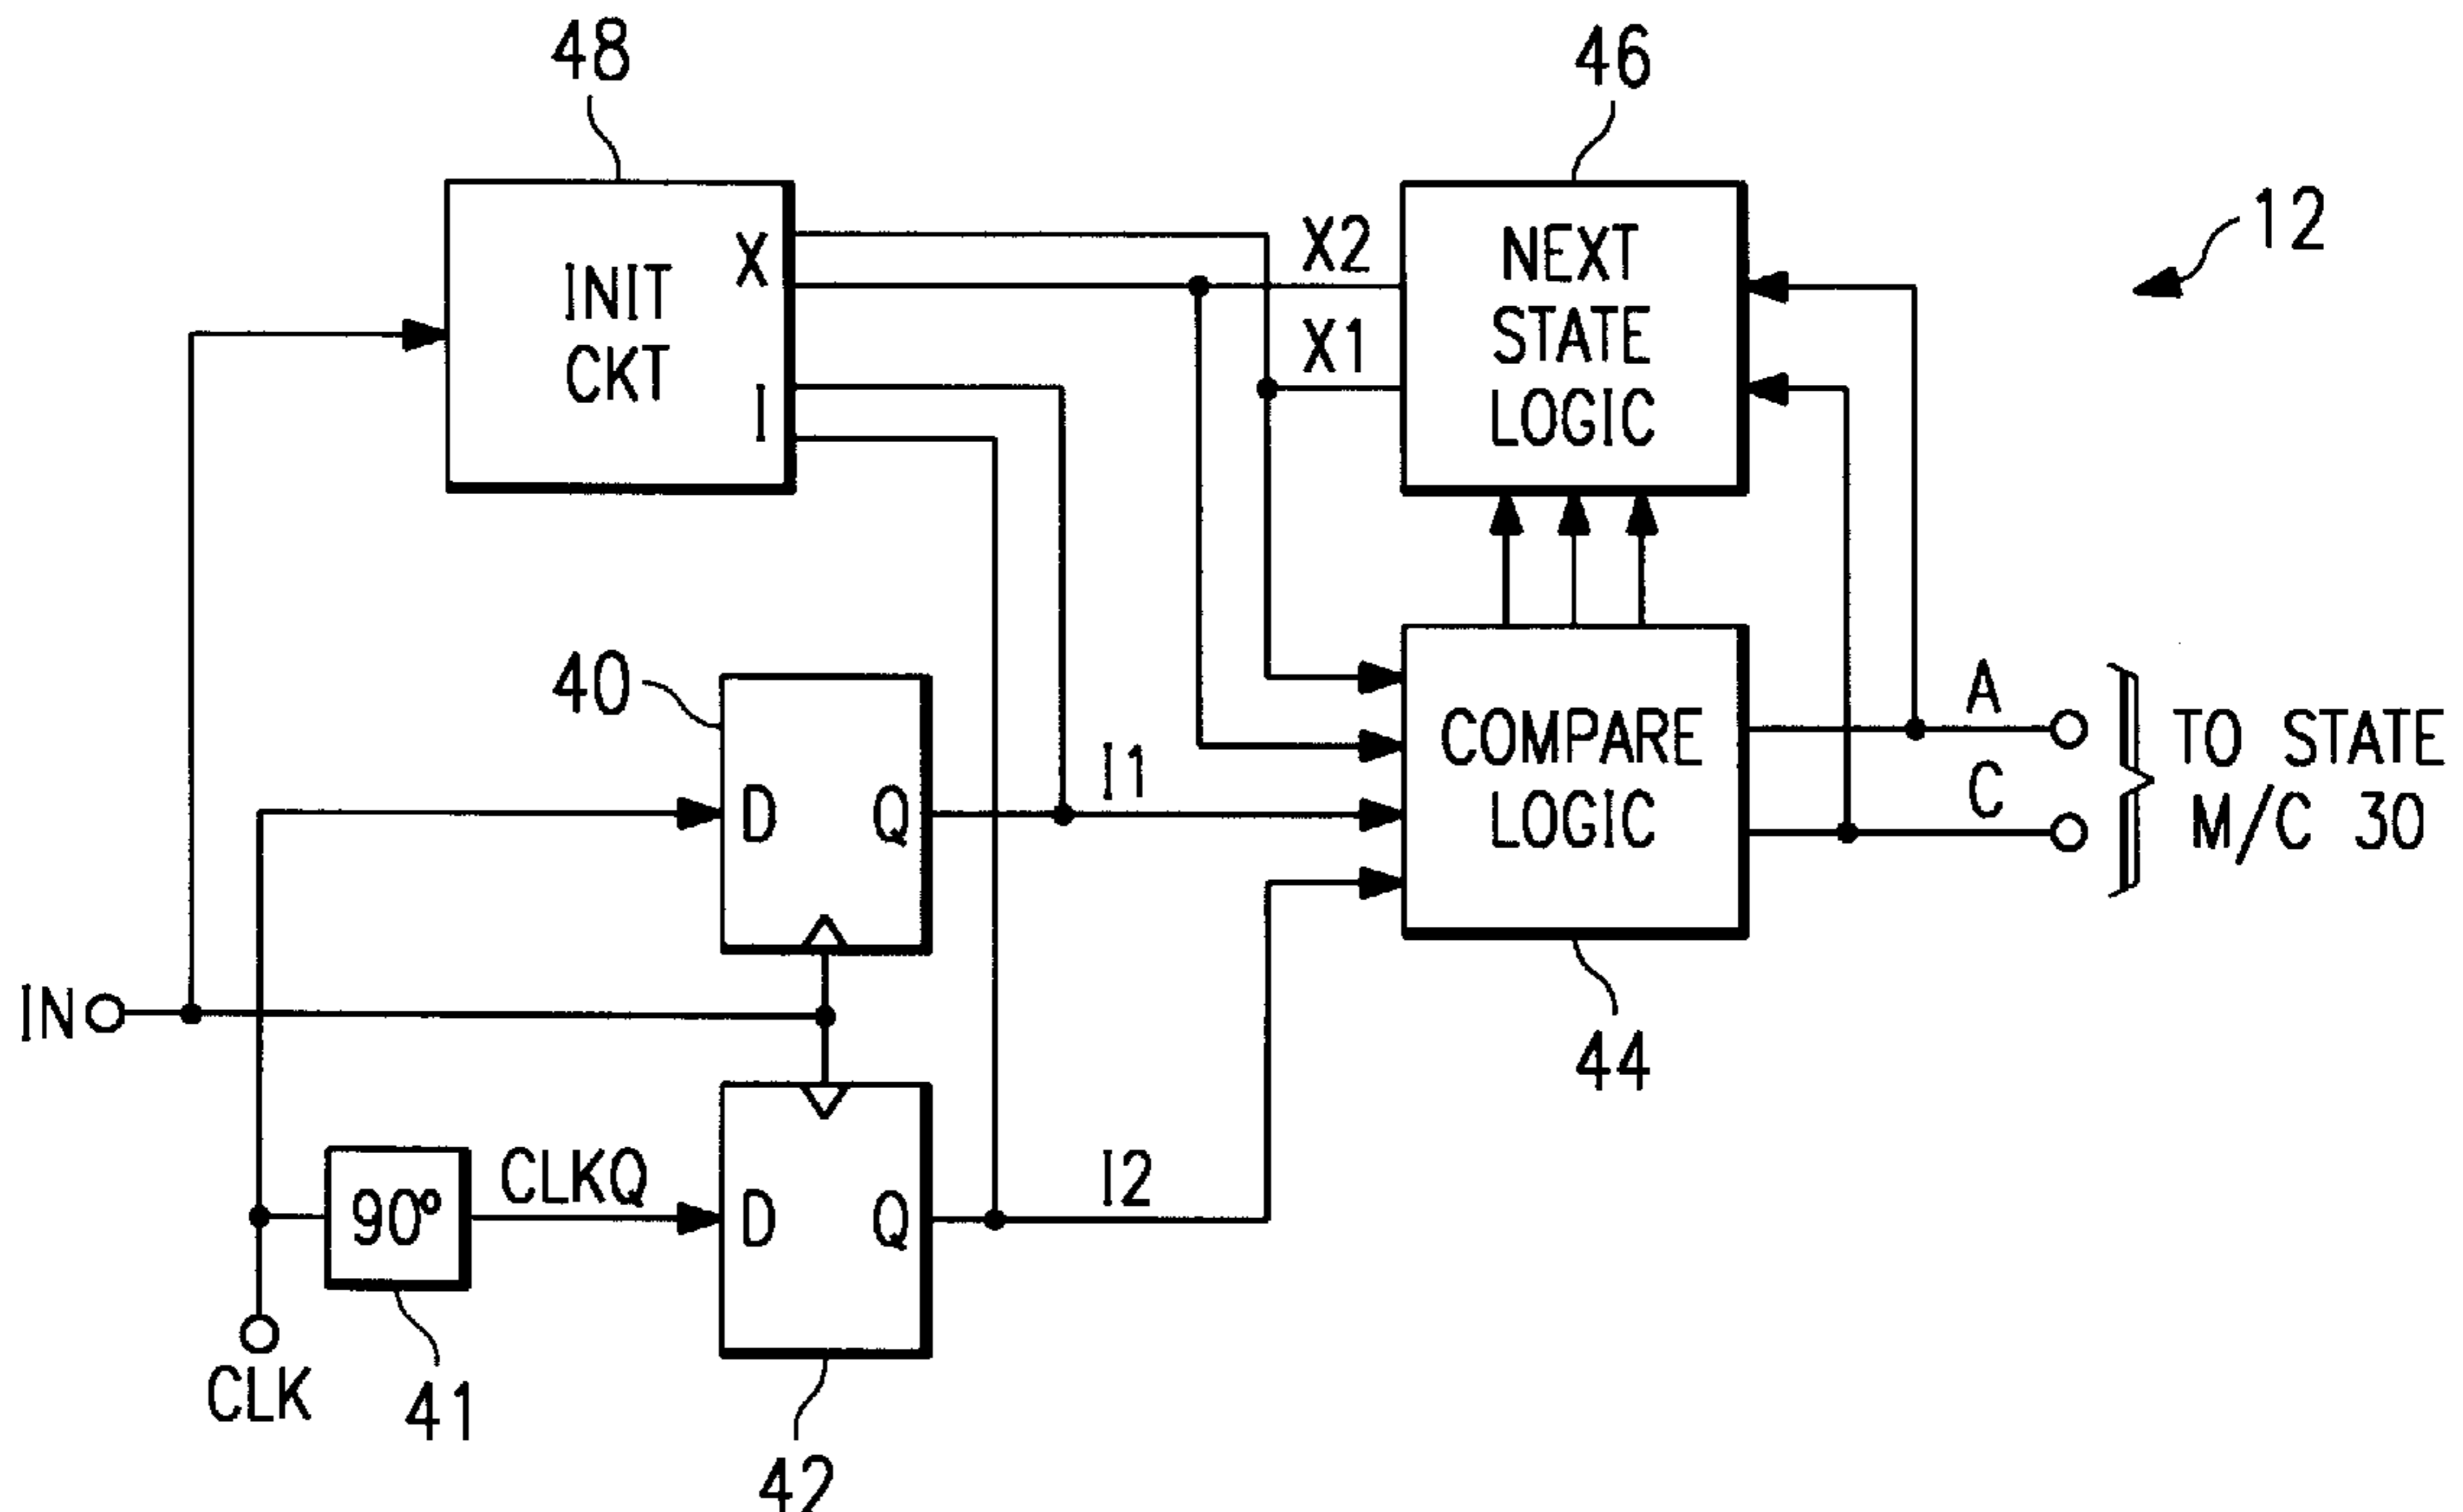 48
46
12
X
INIT
CKT
I
X2
X1
NEXT
STATE
LOGIC
40
D
Q
I1
COMPARE
LOGIC
A
C
TO STATE
M/C 30
IN
44
90°
CLKQ
D
Q
I2
CLK
41
42